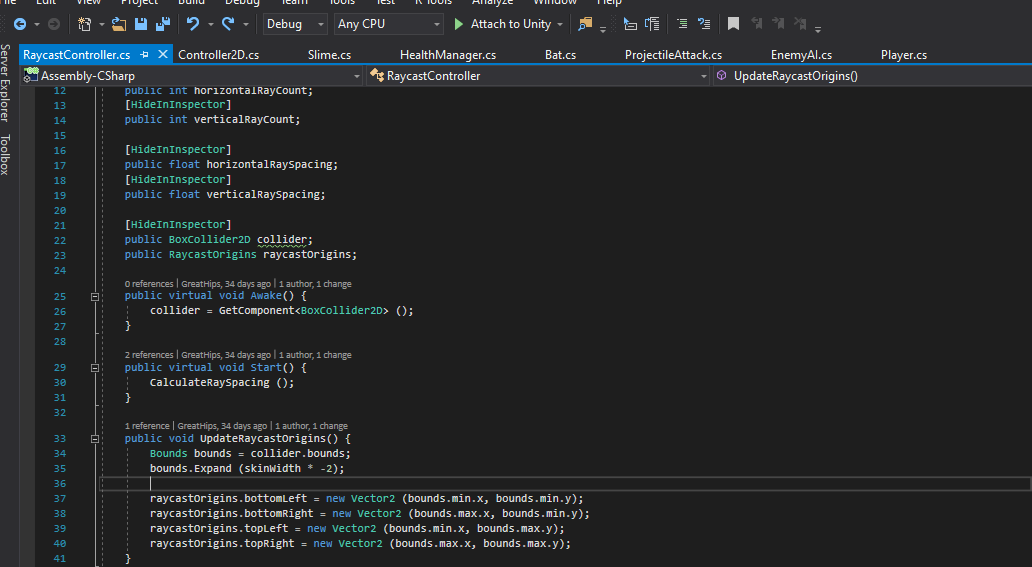 File Edit View Project Build Debug Team Tools Test R Tools Analyze Window Help
Debug Any CPU Attach to Unity
RaycastController.cs Controller2D.cs Slime.cs HealthManager.cs Bat.cs ProjectileAttack.cs EnemyAI.cs Player.cs
Assembly-CSharp RaycastController UpdateRaycastOrigins()
Server Explorer
Toolbox
12 public int horizontalRayCount;
13 [HideInInspector]
14 public int verticalRayCount;
15
16 [HideInInspector]
17 public float horizontalRaySpacing;
18 [HideInInspector]
19 public float verticalRaySpacing;
20
21 [HideInInspector]
22 public BoxCollider2D collider;
23 public RaycastOrigins raycastOrigins;
24
0 references | GreatHips, 34 days ago | 1 author, 1 change
25 public virtual void Awake() {
26 collider = GetComponent<BoxCollider2D> ();
27 }
28
2 references | GreatHips, 34 days ago | 1 author, 1 change
29 public virtual void Start() {
30 CalculateRaySpacing ();
31 }
32
1 reference | GreatHips, 34 days ago | 1 author, 1 change
33 public void UpdateRaycastOrigins() {
34 Bounds bounds = collider.bounds;
35 bounds.Expand (skinWidth * -2);
36
37 raycastOrigins.bottomLeft = new Vector2 (bounds.min.x, bounds.min.y);
38 raycastOrigins.bottomRight = new Vector2 (bounds.max.x, bounds.min.y);
39 raycastOrigins.topLeft = new Vector2 (bounds.min.x, bounds.max.y);
40 raycastOrigins.topRight = new Vector2 (bounds.max.x, bounds.max.y);
41 }